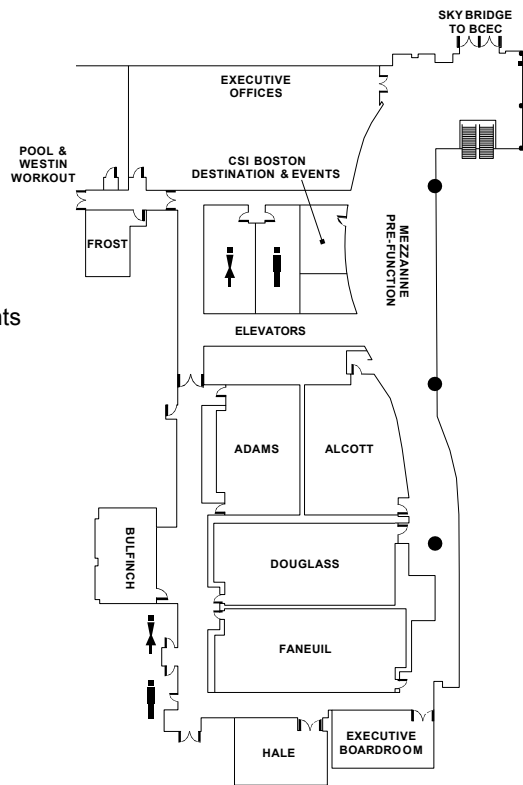 SKY BRIDGE
TO BCEC
EXECUTIVE
OFFICES
POOL &
WESTIN
WORKOUT
CSI BOSTON
DESTINATION & EVENTS
FROST
MEZZANINE
PRE-FUNCTION
nts
ELEVATORS
ADAMS
ALCOTT
BULFINCH
DOUGLASS
FANEUIL
HALE
EXECUTIVE
BOARDROOM